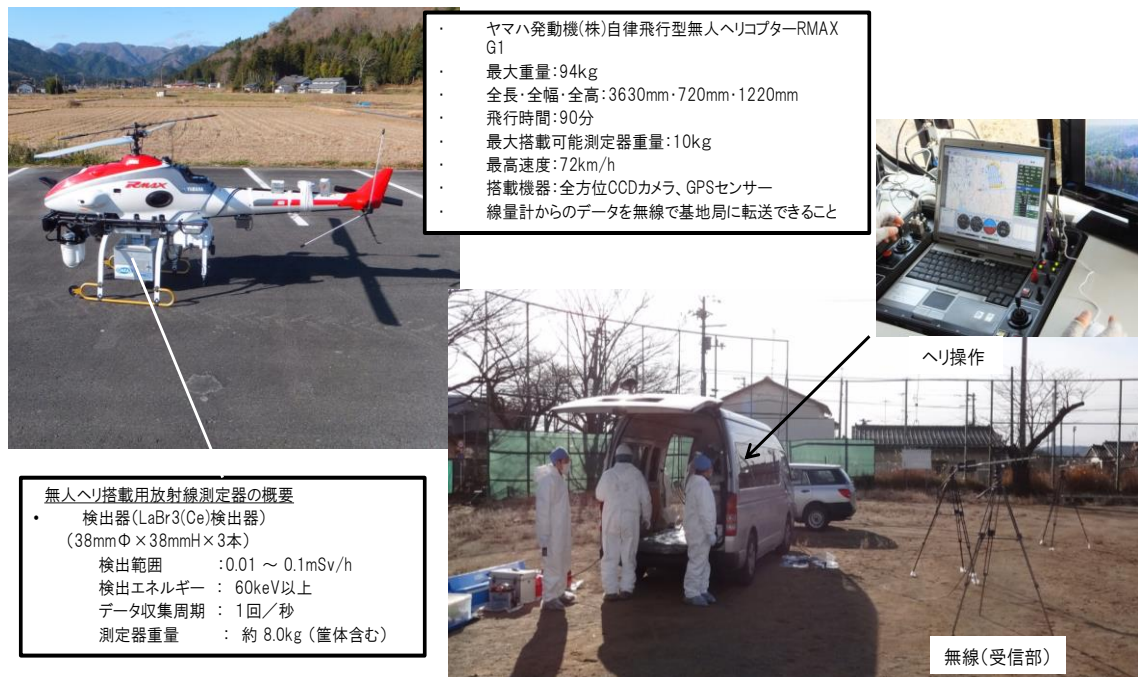 ・ ヤマハ発動機(株)自律飛行型無人ヘリコプターRMAX
G1
・ 最大重量:94kg
・ 全長・全幅・全高:3630mm・720mm・1220mm
・ 飛行時間:90分
・ 最大搭載可能測定器重量:10kg
・ 最高速度:72km/h
・ 搭載機器:全方位CCDカメラ、GPSセンサー
・ 線量計からのデータを無線で基地局に転送できること
RMAX
YAMAHA
ヘリ操作
無人ヘリ搭載用放射線測定器の概要
• 検出器(LaBr3(Ce)検出器)
(38mmΦ×38mmH×3本)
検出範囲 :0.01 ~ 0.1mSv/h
検出エネルギー : 60keV以上
データ収集周期 : 1回/秒
測定器重量 : 約 8.0kg (筐体含む)
無線(受信部)